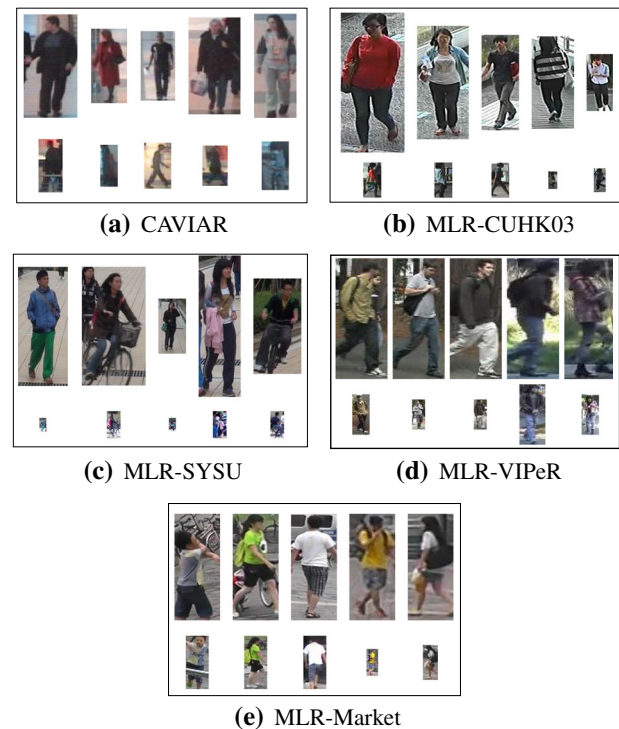 (a) CAVIAR
(b) MLR-CUHK03
(c) MLR-SYSU
(d) MLR-VIPeR
(e) MLR-Market